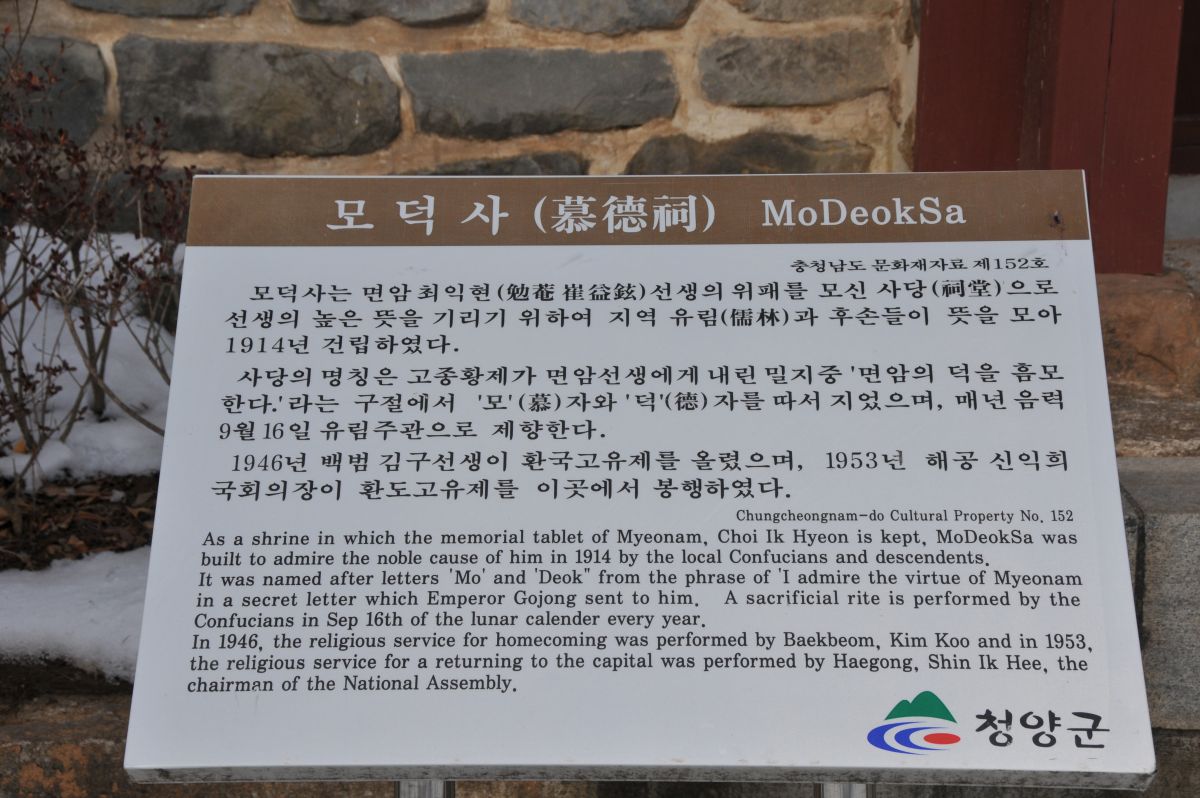 모덕사 (慕德祠) MoDeokSa
충청남도 문화재자료 제152호
모덕사는 면암 최익현(勉菴 崔益鉉)선생의 위패를 모신 사당(祠堂)으로
선생의 높은 뜻을 기리기 위하여 지역 유림(儒林)과 후손들이 뜻을 모아
1914년 건립하였다.
사당의 명칭은 고종황제가 면암선생에게 내린 밀지중 '면암의 덕을 흠모
한다.'라는 구절에서 '모'(慕)자와 '덕'(德)자를 따서 지었으며, 매년 음력
9월 16일 유림주관으로 제향한다.
1946년 백범 김구선생이 환국고유제를 올렸으며, 1953년 해공 신익희
국회의장이 환도고유제를 이곳에서 봉행하였다.
Chungcheongnam-do Cultural Property No. 152
As a shrine in which the memorial tablet of Myeonam, Choi Ik Hyeon is kept, MoDeokSa was
built to admire the noble cause of him in 1914 by the local Confucians and descendents.
It was named after letters 'Mo' and 'Deok" from the phrase of 'I admire the virtue of Myeonam
in a secret letter which Emperor Gojong sent to him. A sacrificial rite is performed by the
Confucians in Sep 16th of the lunar calender every year.
In 1946, the religious service for homecoming was performed by Baekbeom, Kim Koo and in 1953,
the religious service for a returning to the capital was performed by Haegong, Shin Ik Hee, the
chairman of the National Assembly.
청양군